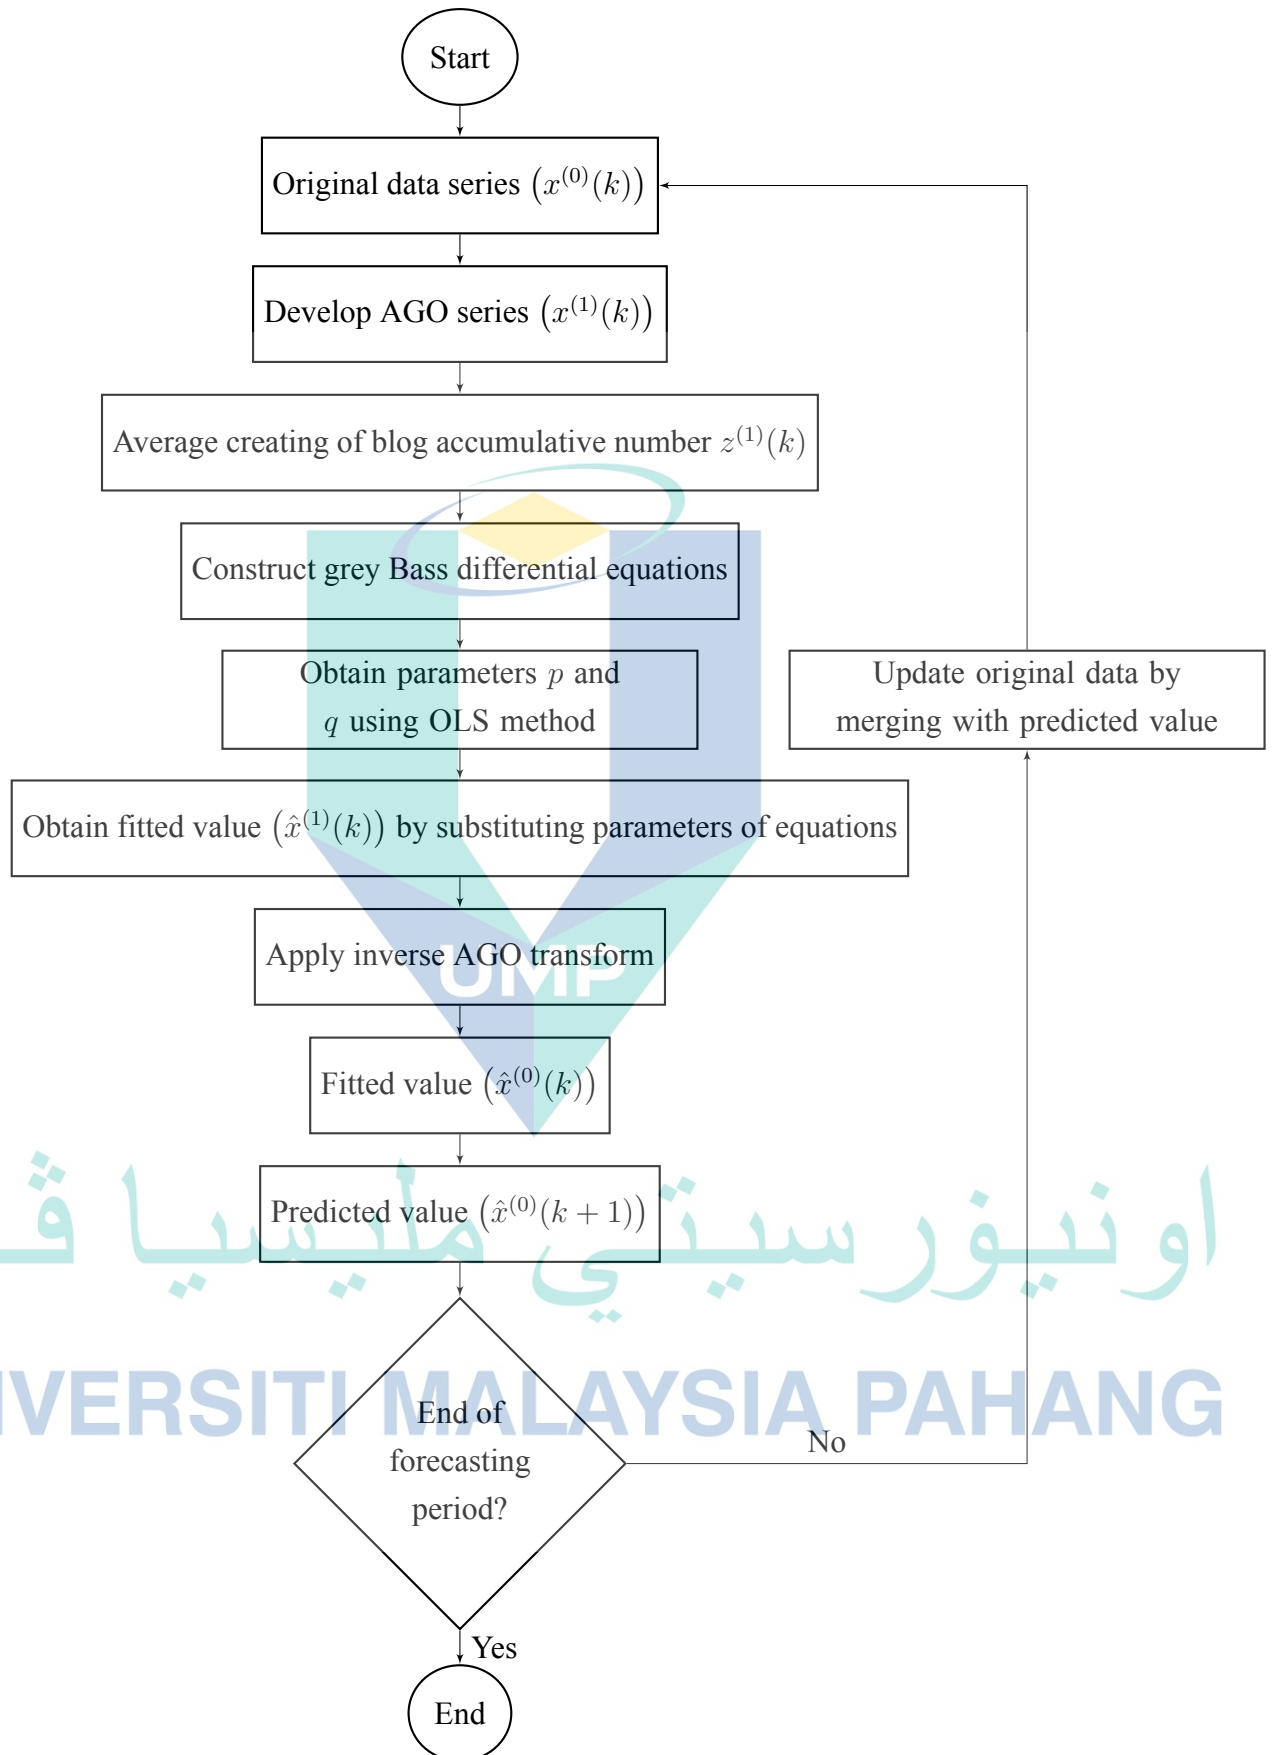 Start
Original data series (x^(0)(k))
Develop AGO series (x^(1)(k))
Average creating of blog accumulative number z^(1)(k)
Construct grey Bass differential equations
Obtain parameters p and
q using OLS method
Update original data by
merging with predicted value
Obtain fitted value (x̂^(1)(k)) by substituting parameters of equations
Apply inverse AGO transform
UMP
Fitted value (x̂^(0)(k))
Predicted value (x̂^(0)(k + 1))
اونيۏرسيتي مليسيا ڤ
IVERSITI MALAYSIA PAHANG
End of
forecasting
period?
No
Yes
End